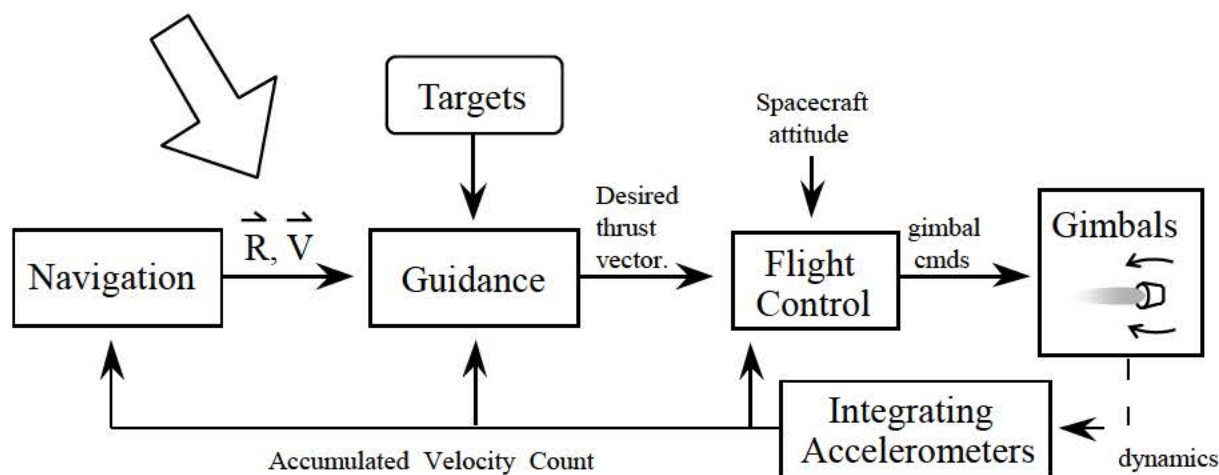 Targets
Spacecraft
attitude
R, V
Navigation
Guidance
Desired
thrust
vector.
Flight
Control
gimbal
cmds
Gimbals
Integrating
Accelerometers
Accumulated Velocity Count
dynamics